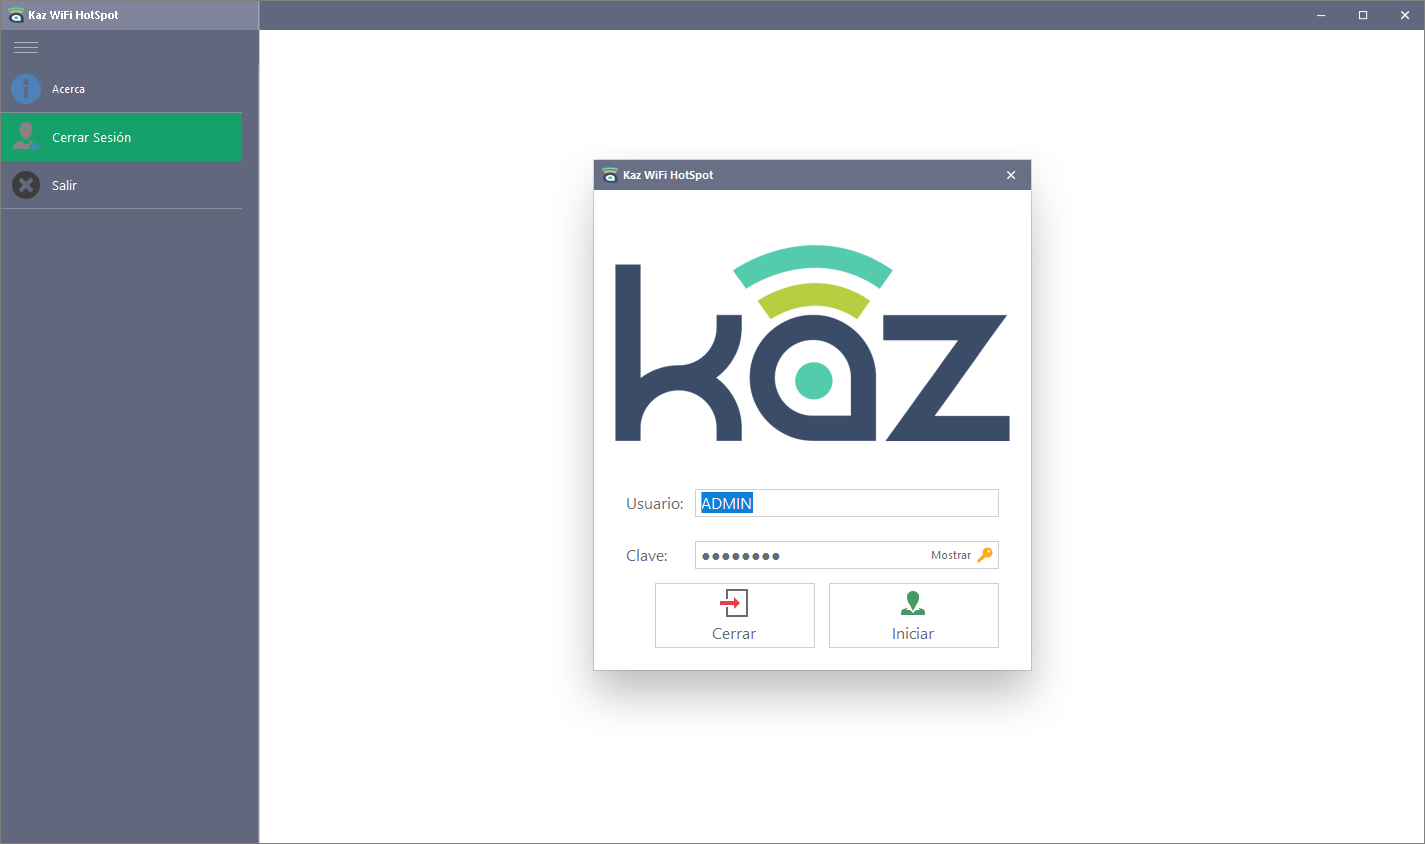 Kaz WiFi HotSpot
Acerca
Cerrar Sesión
Salir
Kaz WiFi HotSpot
kaz
Usuario: ADMIN
Clave: ●●●●●●●● Mostrar
Cerrar
Iniciar